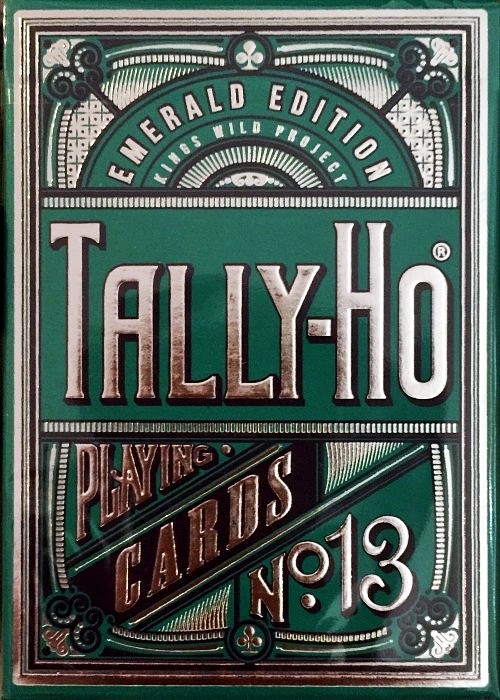 EMERALD EDITION
KINGS WILD PROJECT
TALLY-HO®
PLAYING
CARDS
No13